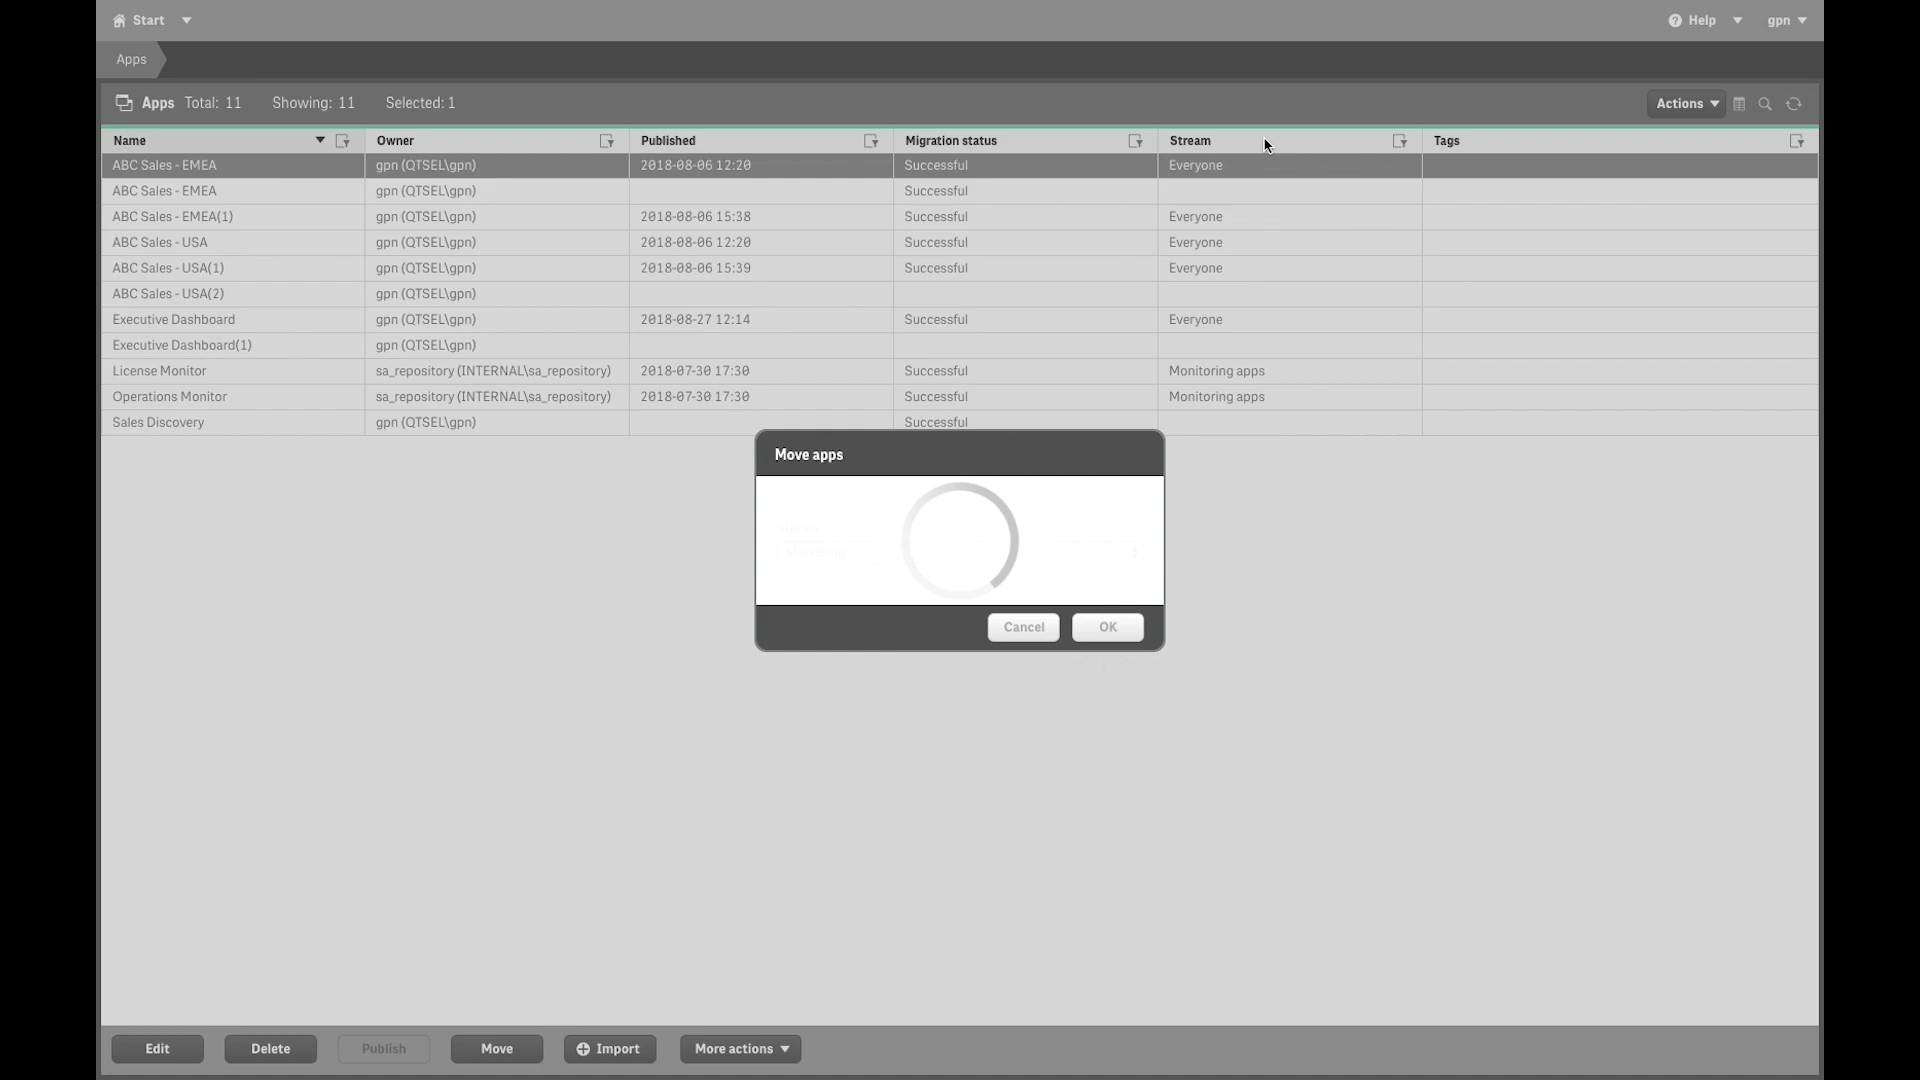 Start
Help
gpn
Apps
Apps Total: 11 Showing: 11 Selected: 1
Actions
Name Owner Published Migration status Stream Tags
ABC Sales - EMEA gpn (QTSEL\gpn) 2018-08-06 12:20 Successful Everyone
ABC Sales - EMEA gpn (QTSEL\gpn) Successful
ABC Sales - EMEA(1) gpn (QTSEL\gpn) 2018-08-06 15:38 Successful Everyone
ABC Sales - USA gpn (QTSEL\gpn) 2018-08-06 12:20 Successful Everyone
ABC Sales - USA(1) gpn (QTSEL\gpn) 2018-08-06 15:39 Successful Everyone
ABC Sales - USA(2) gpn (QTSEL\gpn)
Executive Dashboard gpn (QTSEL\gpn) 2018-08-27 12:14 Successful Everyone
Executive Dashboard(1) gpn (QTSEL\gpn)
License Monitor sa_repository (INTERNAL\sa_repository) 2018-07-30 17:30 Successful Monitoring apps
Operations Monitor sa_repository (INTERNAL\sa_repository) 2018-07-30 17:30 Successful Monitoring apps
Sales Discovery gpn (QTSEL\gpn) Successful
Move apps
Cancel OK
Edit Delete Publish Move Import More actions